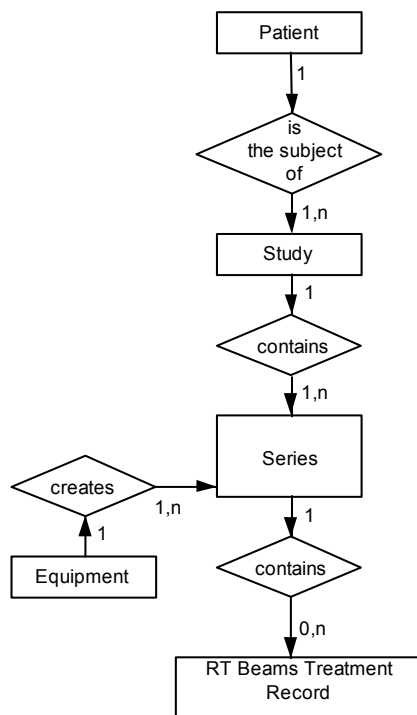 Patient
1
is
the subject
of
1,n
Study
1
contains
1,n
Series
creates
1,n
1
Equipment
1
contains
0,n
RT Beams Treatment
Record